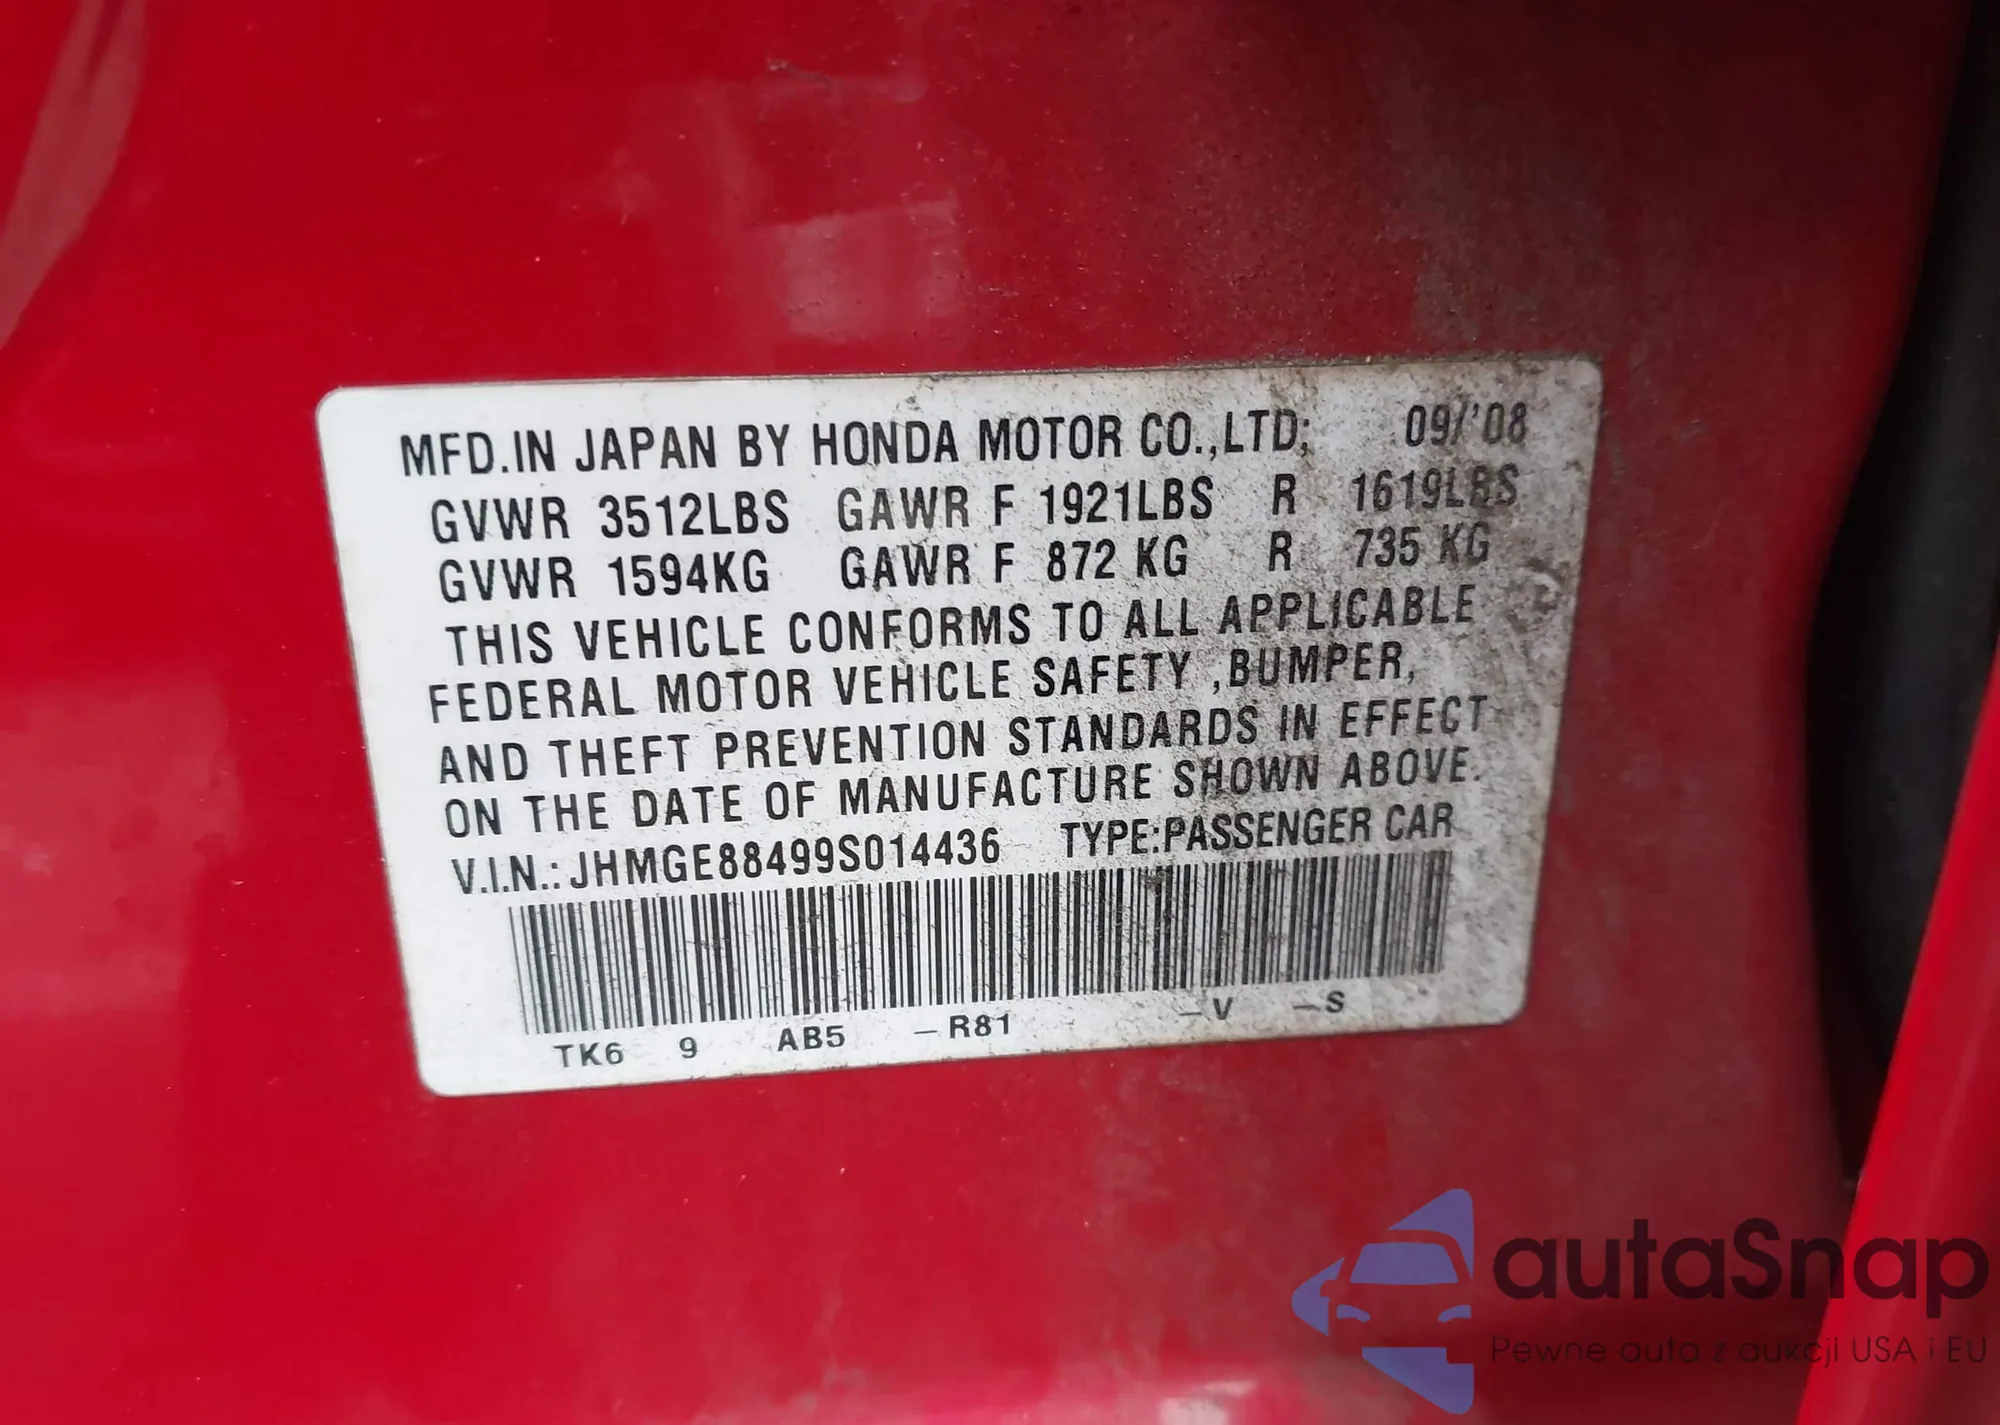 MFD.IN JAPAN BY HONDA MOTOR CO.,LTD; 09/'08
GVWR 3512LBS GAWR F 1921LBS R 1619LBS
GVWR 1594KG GAWR F 872 KG R 735 KG
THIS VEHICLE CONFORMS TO ALL APPLICABLE
FEDERAL MOTOR VEHICLE SAFETY ,BUMPER,
AND THEFT PREVENTION STANDARDS IN EFFECT
ON THE DATE OF MANUFACTURE SHOWN ABOVE.
V.I.N.: JHMGE88499S014436 TYPE:PASSENGER CAR
TK6 9 AB5 –R81 –V –S
autaSnap
Pewne auta z aukcji USA i EU